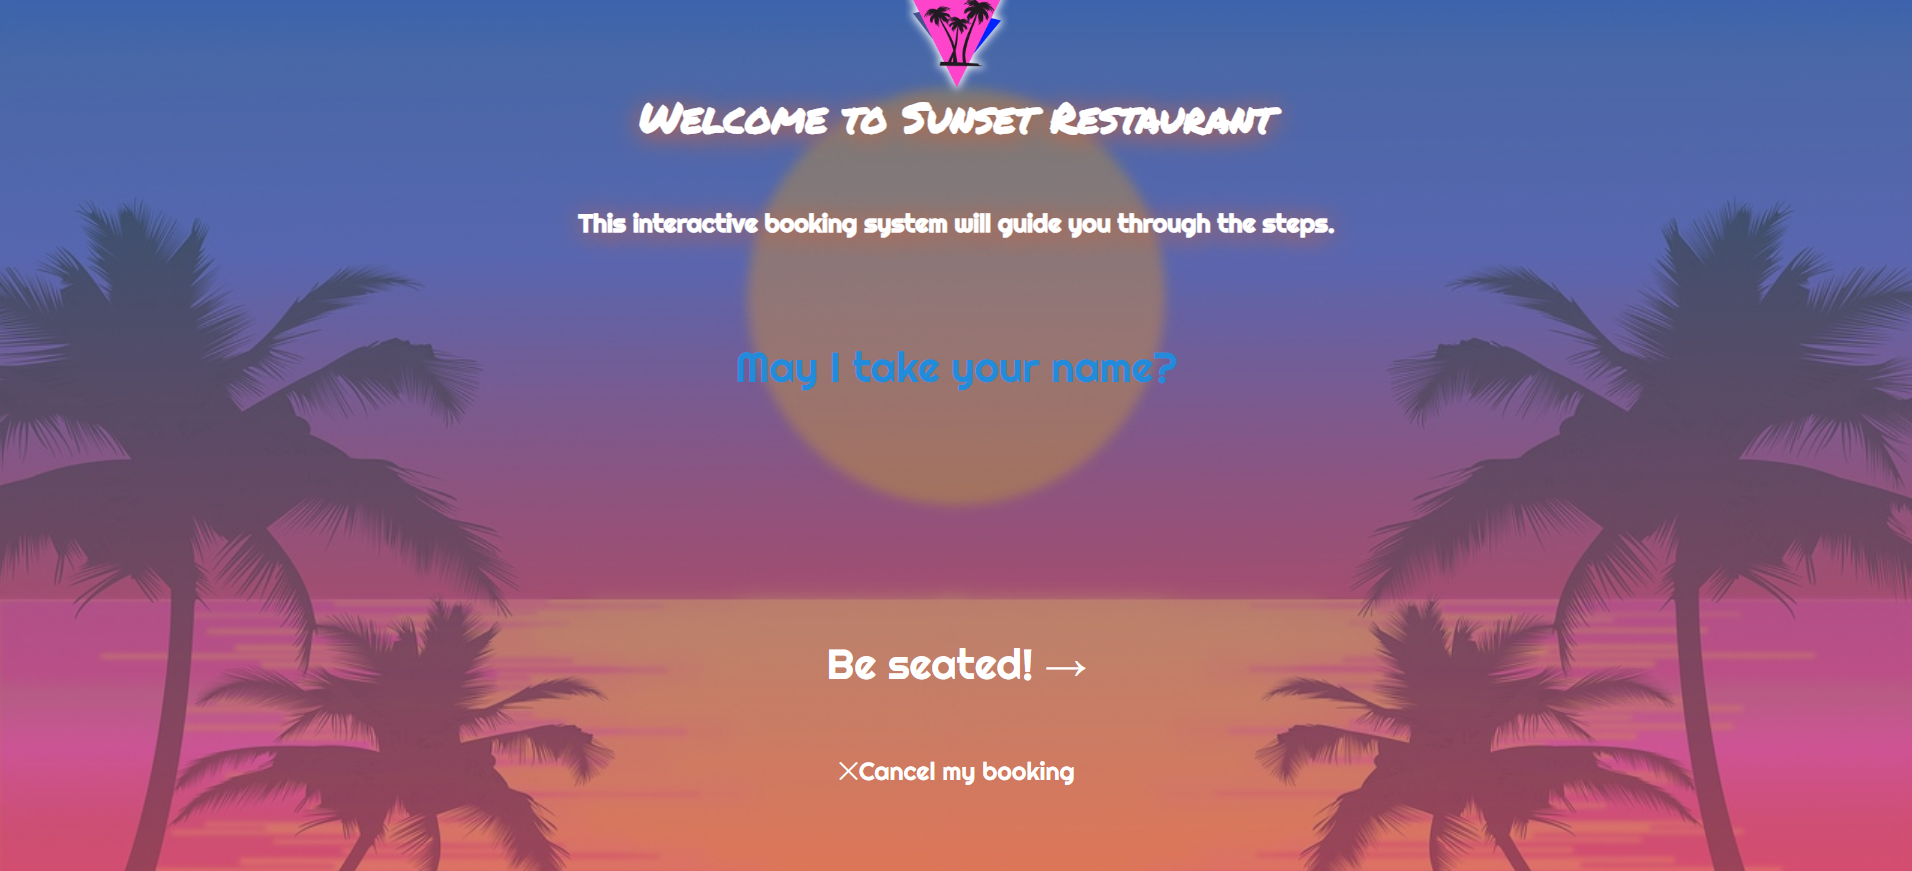 Welcome to Sunset Restaurant
This interactive booking system will guide you through the steps.
May I take your name?
Be seated! →
×Cancel my booking